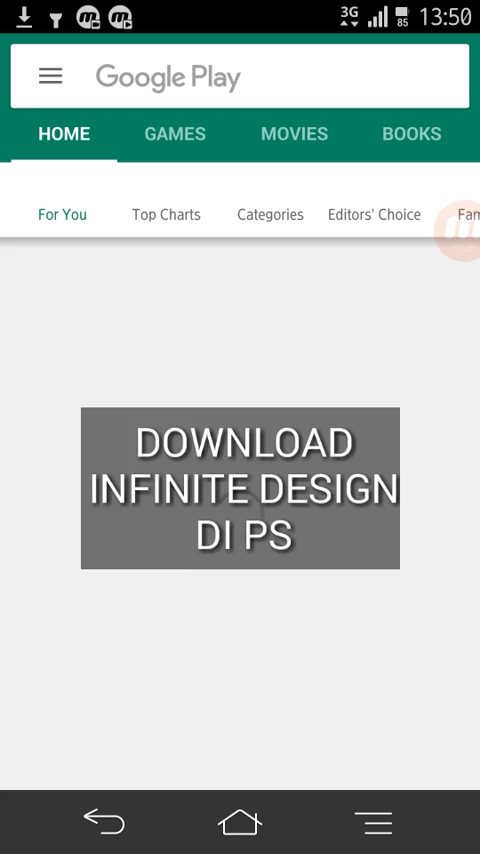 3G 85 13:50
Google Play
HOME GAMES MOVIES BOOKS
For You Top Charts Categories Editors' Choice Fam
DOWNLOAD
INFINITE DESIGN
DI PS